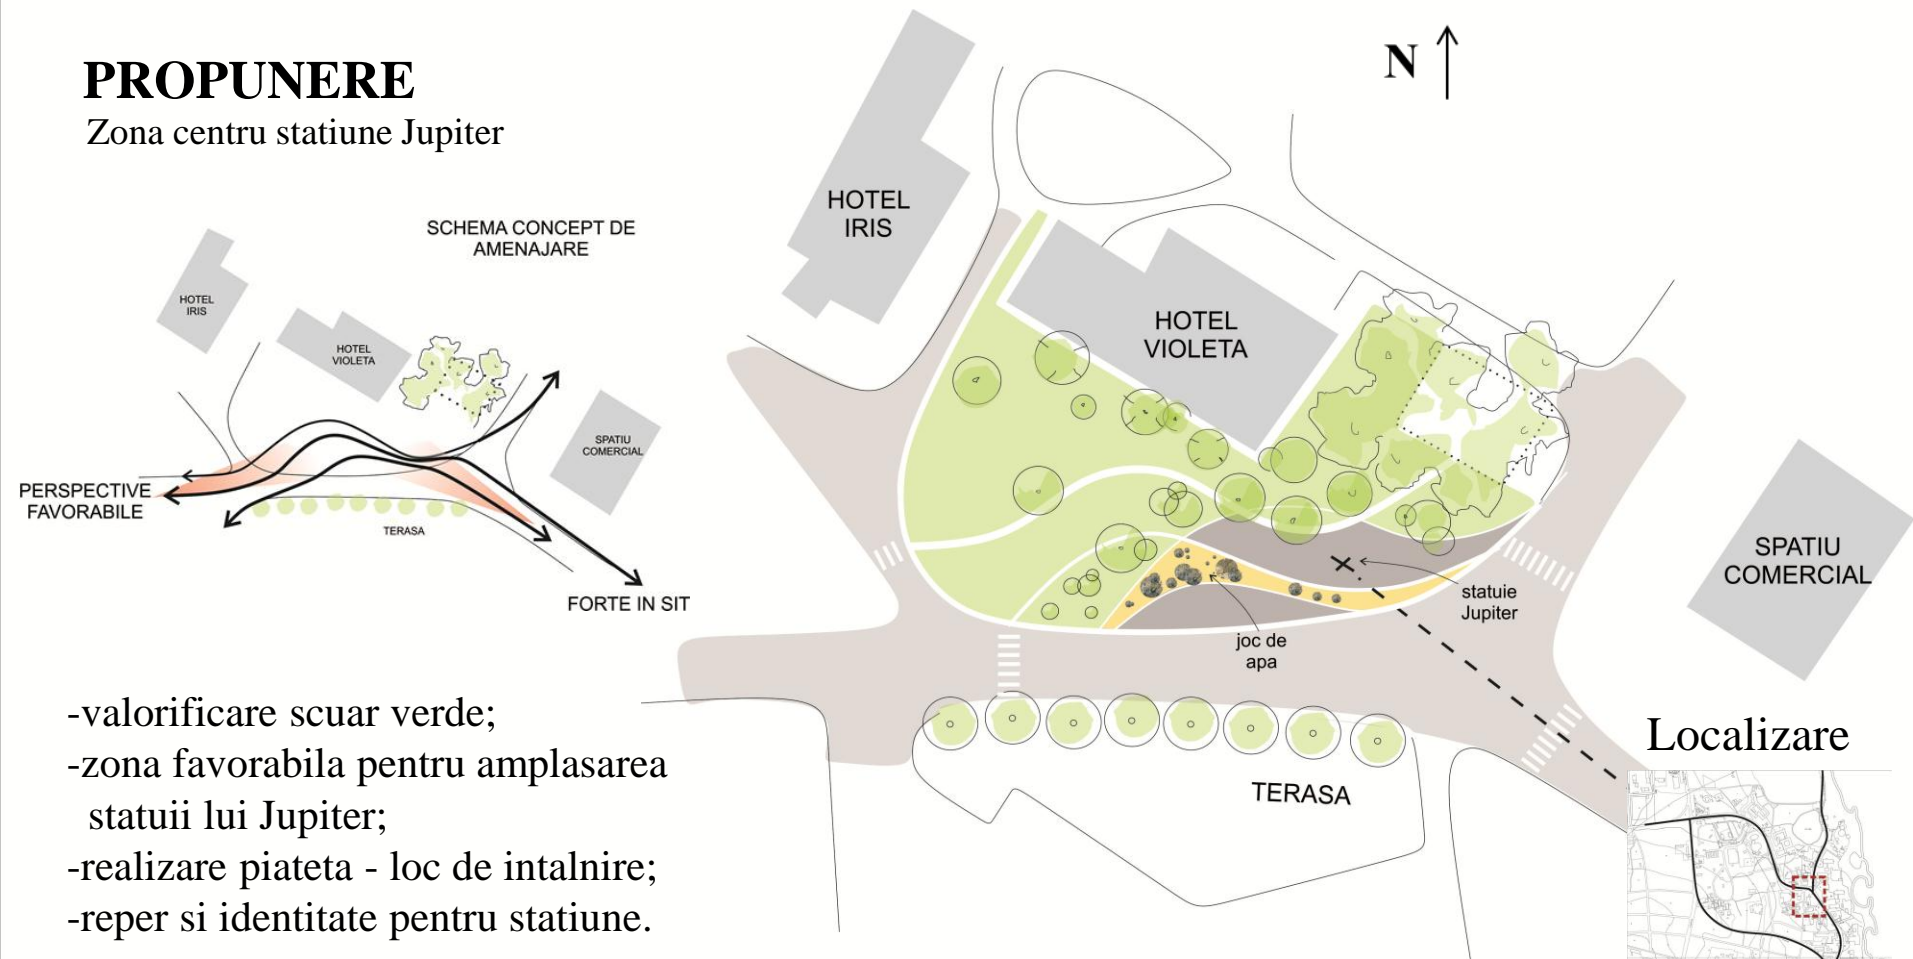 PROPUNERE
Zona centru statiune Jupiter
SCHEMA CONCEPT DE
AMENAJARE
HOTEL
IRIS
HOTEL
VIOLETA
SPATIU
COMERCIAL
PERSPECTIVE
FAVORABILE
TERASA
FORTE IN SIT
-valorificare scuar verde;
-zona favorabila pentru amplasarea
statuii lui Jupiter;
-realizare piateta - loc de intalnire;
-reper si identitate pentru statiune.
N
HOTEL
IRIS
HOTEL
VIOLETA
SPATIU
COMERCIAL
statuie
Jupiter
joc de
apa
TERASA
Localizare